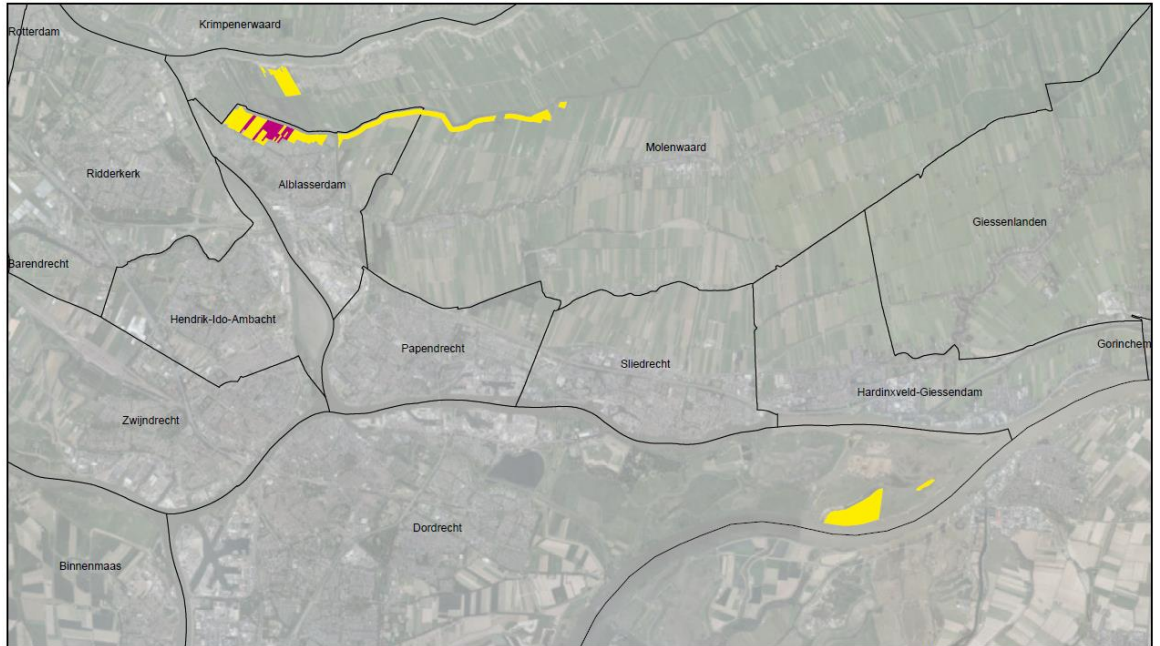 Krimpenerwaard
Rotterdam
Molenwaard
Ridderkerk
Alblasserdam
Giessenlanden
Barendrecht
Hendrik-Ido-Ambacht
Papendrecht
Gorinchem
Sliedrecht
Hardinxveld-Giessendam
Zwijndrecht
Dordrecht
Binnenmaas